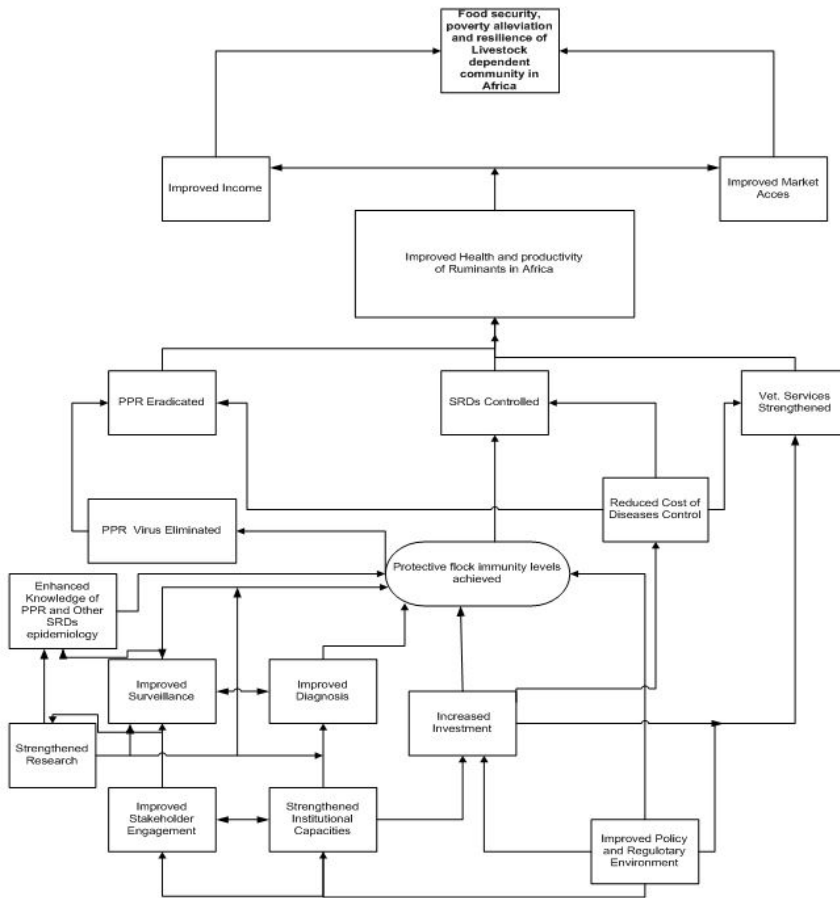 Food security,
poverty alleviation
and resilience of
Livestock
dependent
community in
Africa
Improved Income
Improved Market
Acces
Improved Health and productivity
of Ruminants in Africa
PPR Eradicated
SRDs Controlled
Vet. Services
Strengthened
PPR Virus Eliminated
Reduced Cost of
Diseases Control
Protective flock immunity levels
achieved
Enhanced
Knowledge of
PPR and Other
SRDs
epidemiology
Improved
Surveillance
Improved
Diagnosis
Increased
Investment
Strengthened
Research
Improved
Stakeholder
Engagement
Strengthened
Institutional
Capacities
Improved Policy
and Regulotary
Environment